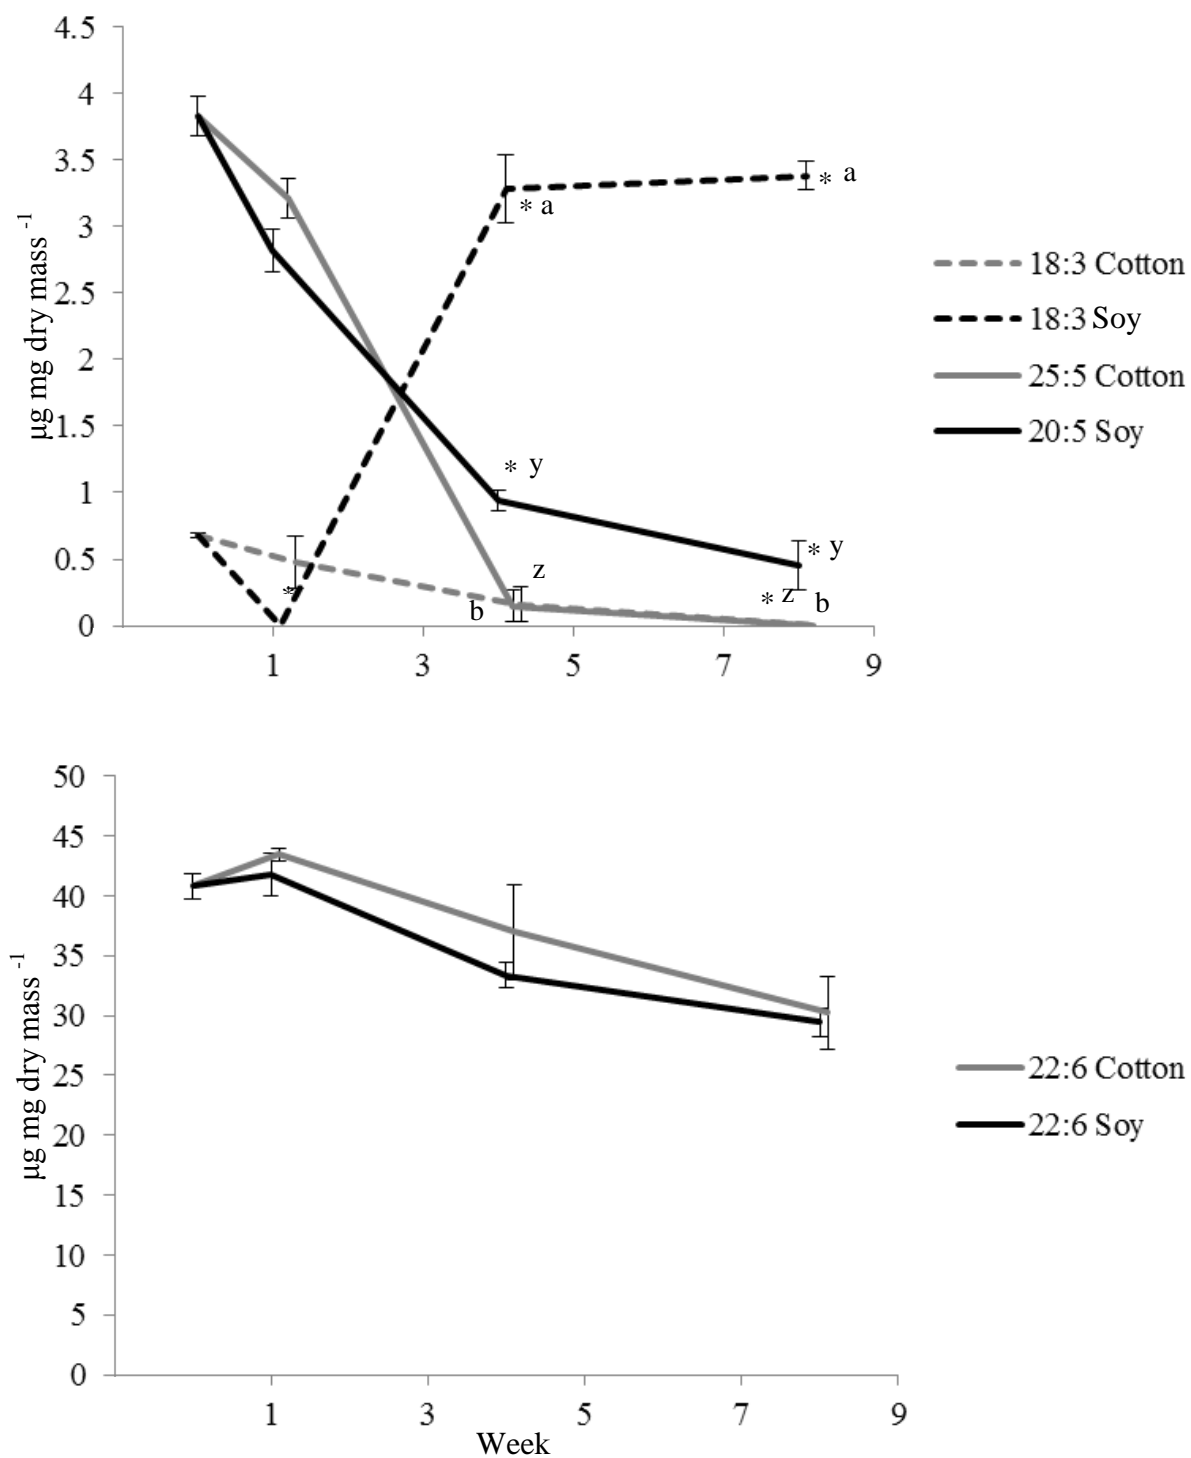 4.5
4
3.5
3
2.5
2
1.5
1
0.5
0
µg mg dry mass -1
* a
* a
* y
* y
*
z
b
* z
b
1 3 5 7 9
18:3 Cotton
18:3 Soy
25:5 Cotton
20:5 Soy
50
45
40
35
30
25
20
15
10
5
0
µg mg dry mass -1
22:6 Cotton
22:6 Soy
1 3 5 7 9
Week